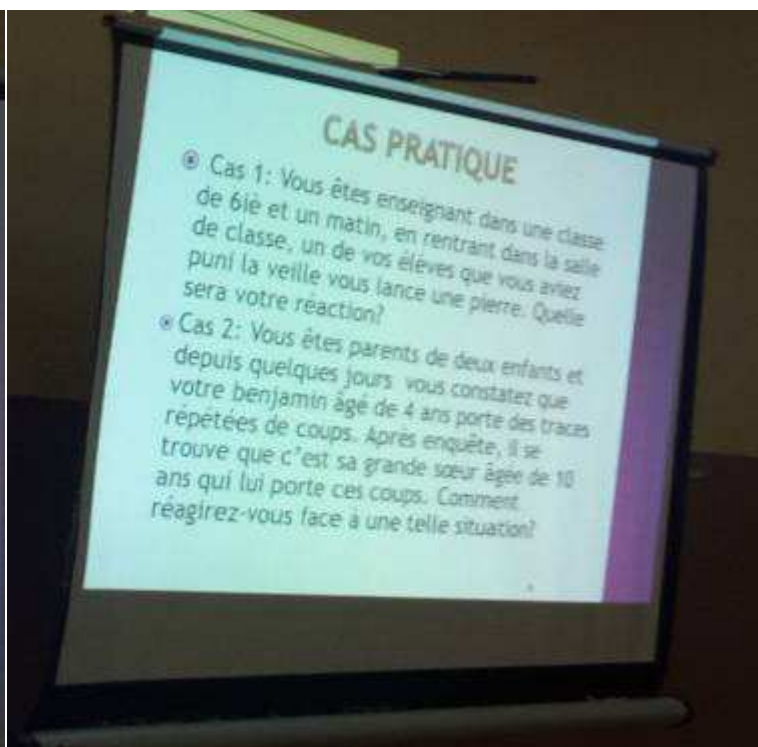 CAS PRATIQUE
Cas 1: Vous êtes enseignant dans une classe
de 6iè et un matin, en rentrant dans la salle
de classe, un de vos élèves que vous aviez
puni la veille vous lance une pierre. Quelle
sera votre réaction?
Cas 2: Vous êtes parents de deux enfants et
depuis quelques jours vous constatez que
votre benjamin âgé de 4 ans porte des traces
répétées de coups. Après enquête, il se
trouve que c'est sa grande sœur âgée de 10
ans qui lui porte ces coups. Comment
réagirez-vous face à une telle situation?